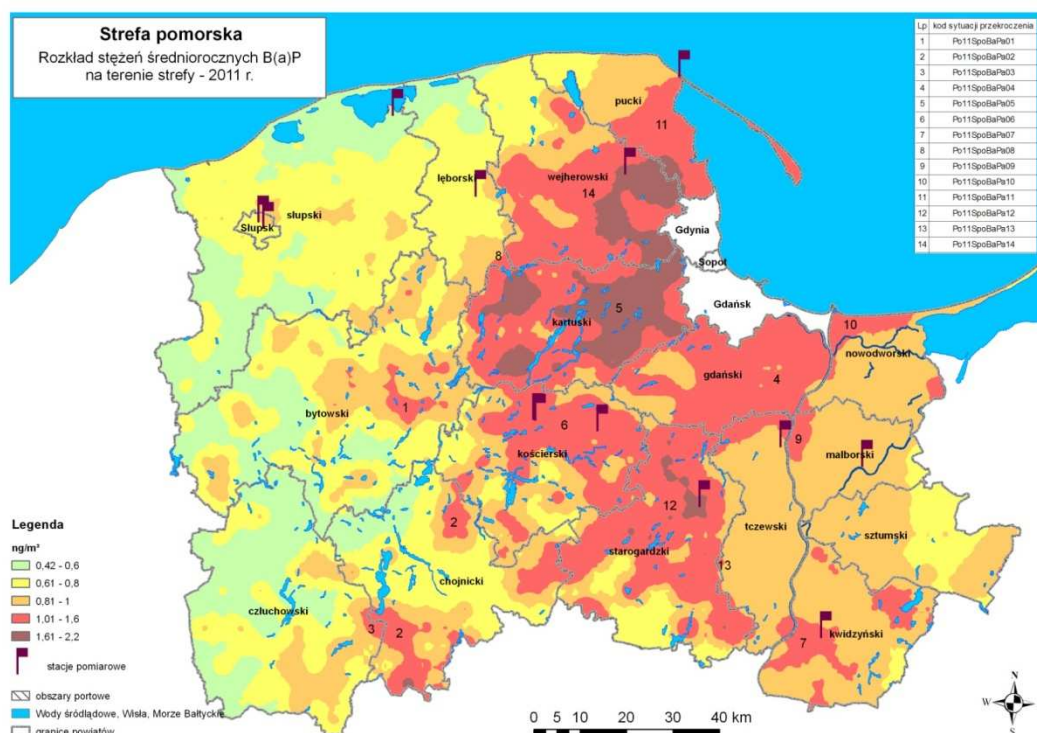 Strefa pomorska
Rozkład stężeń średniorocznych B(a)P
na terenie strefy - 2011 r.
Lp kod sytuacji przekroczenia
1 Po11SpoBaPa01
2 Po11SpoBaPa02
3 Po11SpoBaPa03
4 Po11SpoBaPa04
5 Po11SpoBaPa05
6 Po11SpoBaPa06
7 Po11SpoBaPa07
8 Po11SpoBaPa08
9 Po11SpoBaPa09
10 Po11SpoBaPa10
11 Po11SpoBaPa11
12 Po11SpoBaPa12
13 Po11SpoBaPa13
14 Po11SpoBaPa14
pucki
11
lęborski
wejherowski
14
Słupsk
słupski
Gdynia
8
Sopot
Gdańsk
5
kartuski
10
nowodworski
gdański
4
bytowski
1
6
kościerski
9
malborski
12
2
tczewski
sztumski
starogardzki
13
chojnicki
człuchowski
3
2
7
kwidzyński
Legenda
ng/m³
0,42 - 0,6
0,61 - 0,8
0,81 - 1
1,01 - 1,6
1,61 - 2,2
stacje pomiarowe
obszary portowe
Wody śródlądowe, Wisła, Morze Bałtyckie
granice powiatów
0 5 10 20 30 40 km
N
W E
S